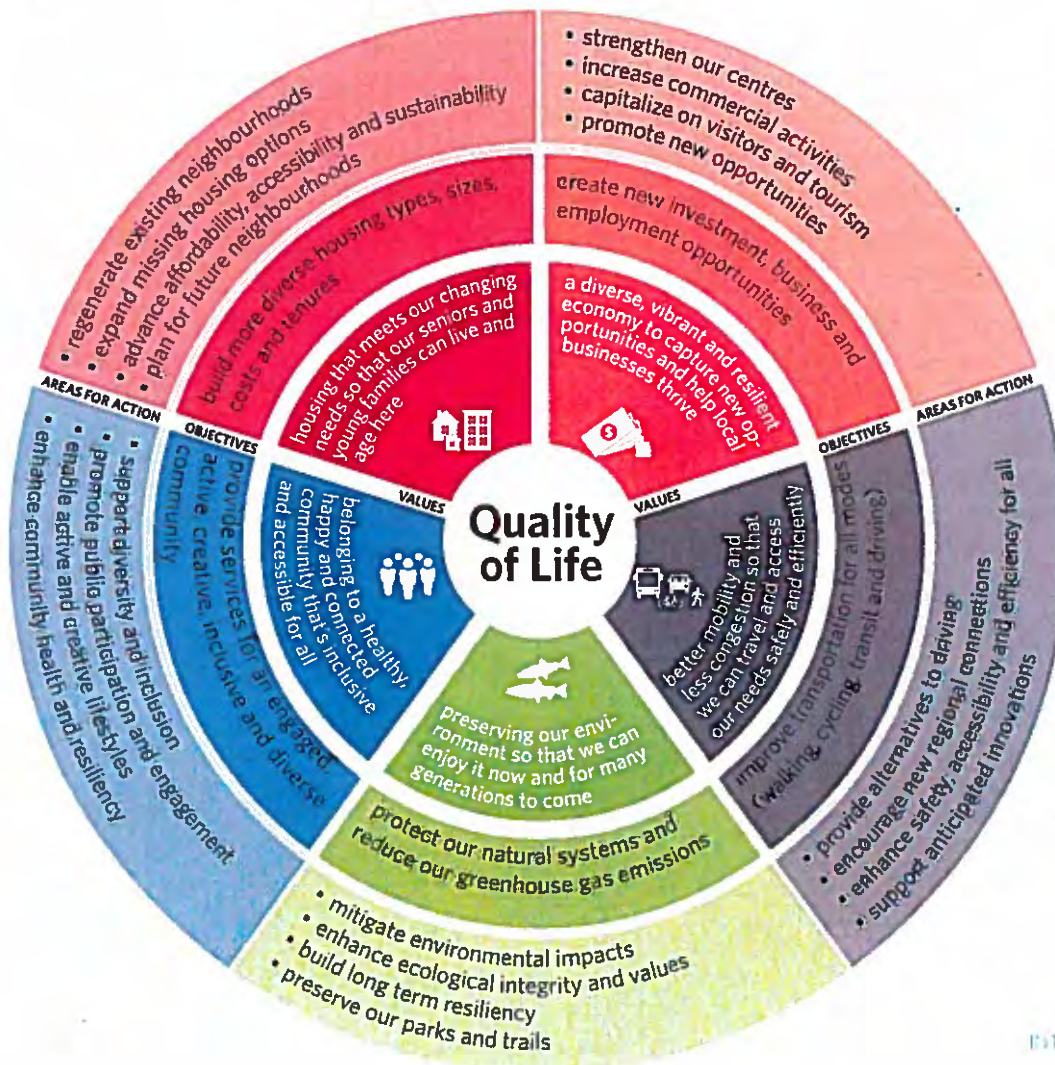 Quality
of Life
VALUES
VALUES
OBJECTIVES
OBJECTIVES
AREAS FOR ACTION
AREAS FOR ACTION
housing that meets our changing
needs so that our seniors and
young families can live and
age here
build more diverse housing types, sizes,
costs and tenures
• regenerate existing neighbourhoods
• expand missing housing options
• advance affordability, accessibility and sustainability
• plan for future neighbourhoods
a diverse, vibrant and resilient
economy to capture new op-
portunities and help local
businesses thrive
create new investment, business and
employment opportunities
• strengthen our centres
• increase commercial activities
• capitalize on visitors and tourism
• promote new opportunities
better mobility and
less congestion so that
we can travel and access
our needs safely and efficiently
improve transportation for all modes
(walking, cycling, transit and driving)
• provide alternatives to driving
• encourage new regional connections
• enhance safety, accessibility and efficiency for all
• support anticipated innovations
preserving our envi-
ronment so that we can
enjoy it now and for many
generations to come
protect our natural systems and
reduce our greenhouse gas emissions
• mitigate environmental impacts
• enhance ecological integrity and values
• build long term resiliency
• preserve our parks and trails
belonging to a healthy,
happy and connected
community that's inclusive
and accessible for all
provide services for an engaged,
active, creative, inclusive and diverse
community
• support diversity and inclusion
• promote public participation and engagement
• enable active and creative lifestyles
• enhance community health and resiliency